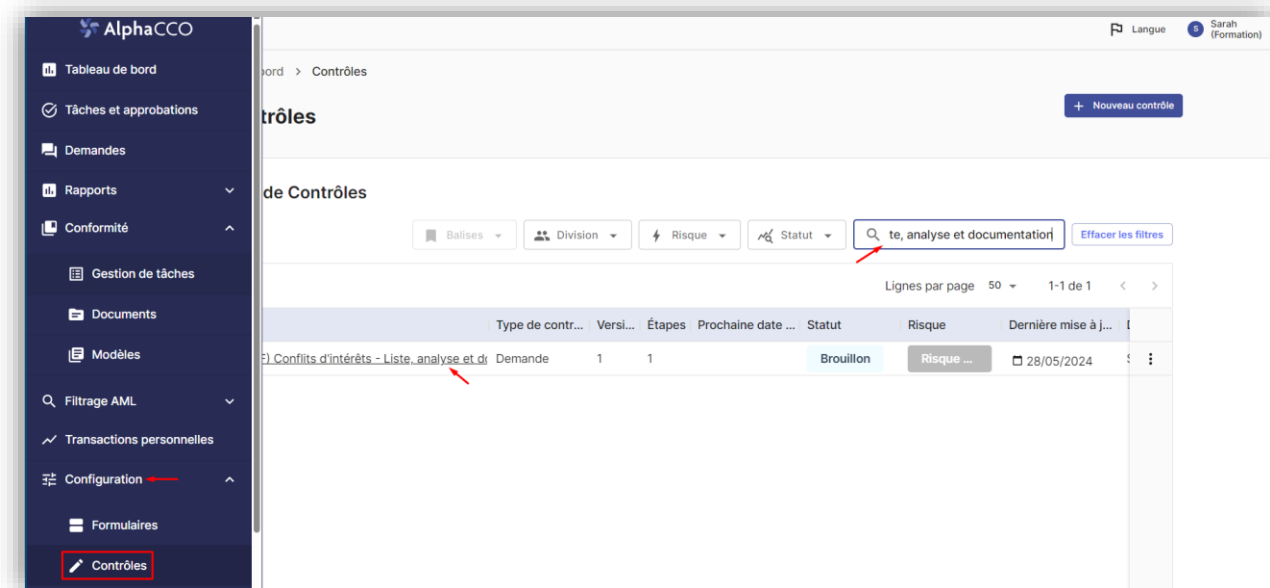 AlphaCCO
Langue
S
Sarah
(Formation)
Tableau de bord
Tâches et approbations
Demandes
Rapports
Conformité
Gestion de tâches
Documents
Modèles
Filtrage AML
Transactions personnelles
Configuration
Formulaires
Contrôles
bord > Contrôles
trôles
+ Nouveau contrôle
de Contrôles
Balises
Division
Risque
Statut
te, analyse et documentation
Effacer les filtres
Lignes par page 50 1-1 de 1 < >
Type de contr... Versi... Étapes Prochaine date ... Statut Risque Dernière mise à j...
) Conflits d'intérêts - Liste, analyse et do Demande 1 1 Brouillon Risque ... 28/05/2024